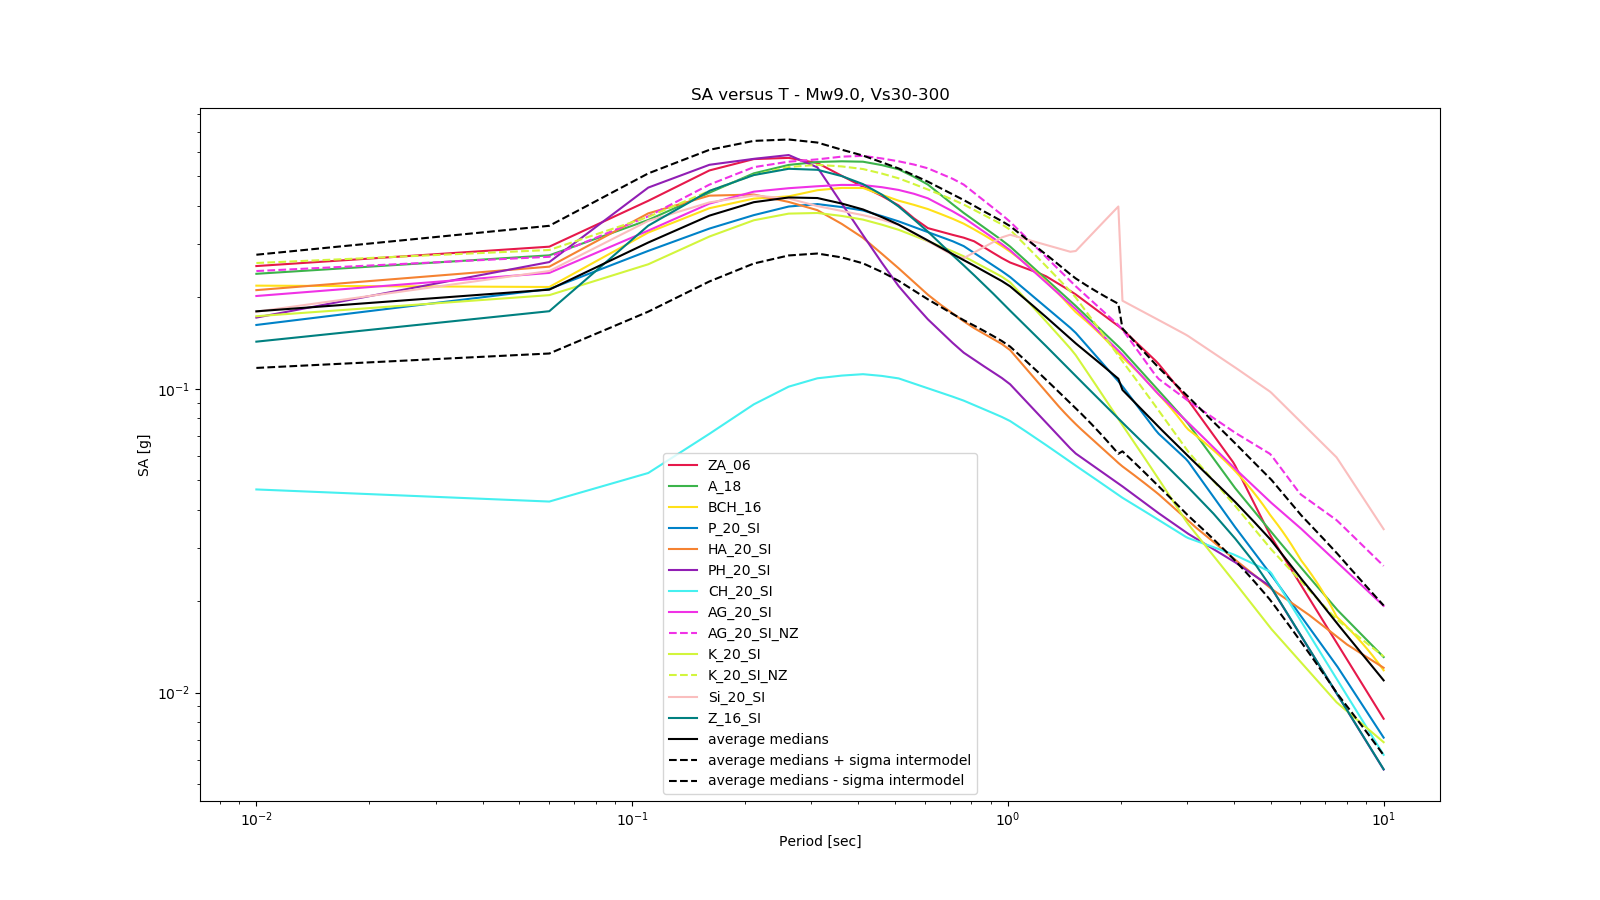 SA versus T - Mw9.0, Vs30-300
SA [g]
10⁻¹
10⁻²
ZA_06
A_18
BCH_16
P_20_SI
HA_20_SI
PH_20_SI
CH_20_SI
AG_20_SI
AG_20_SI_NZ
K_20_SI
K_20_SI_NZ
Si_20_SI
Z_16_SI
average medians
average medians + sigma intermodel
average medians - sigma intermodel
10⁻² 10⁻¹ 10⁰ 10¹
Period [sec]